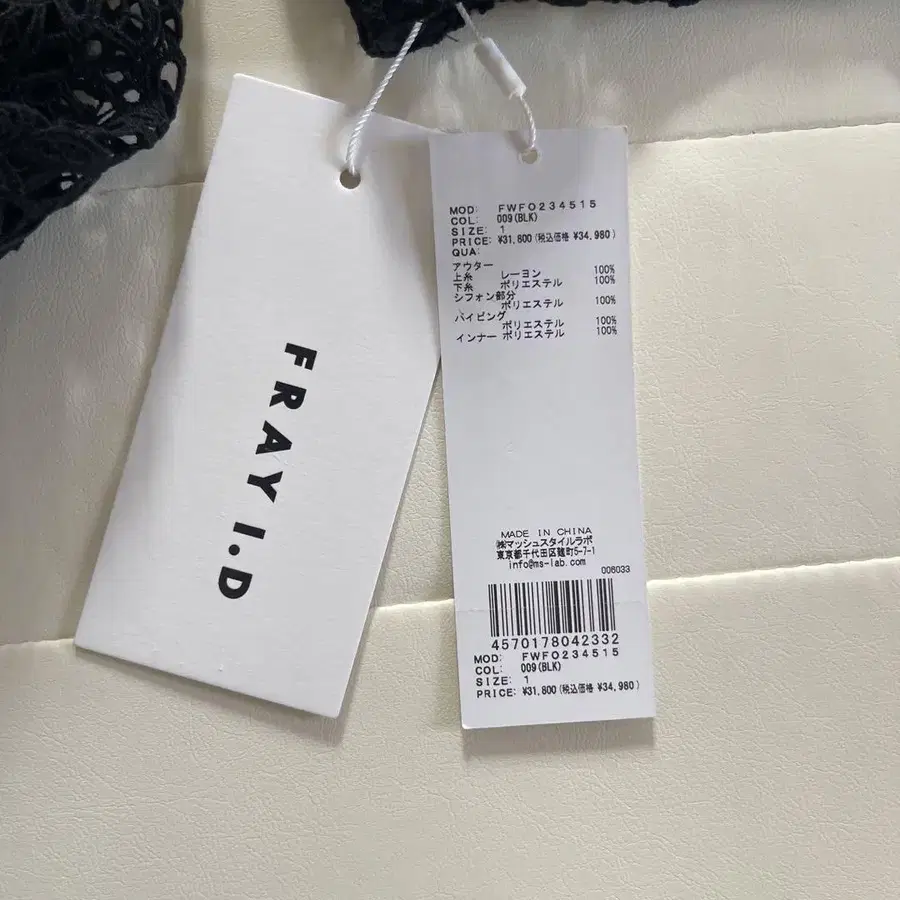 FRAY I.D
MOD: FWFO234515
COL: 009(BLK)
SIZE: 1
PRICE: ¥31,800(税込価格 ¥34,980)
QUA:
アウター
上糸 レーヨン 100%
下糸 ポリエステル 100%
シフォン部分
ポリエステル 100%
パイピング
ポリエステル 100%
インナー ポリエステル 100%
MADE IN CHINA
㈱マッシュスタイルラボ
東京都千代田区麹町5-7-1
info@ms-lab.com
006033
4570178042332
MOD: FWFO234515
COL: 009(BLK)
SIZE: 1
PRICE: ¥31,800(税込価格 ¥34,980)